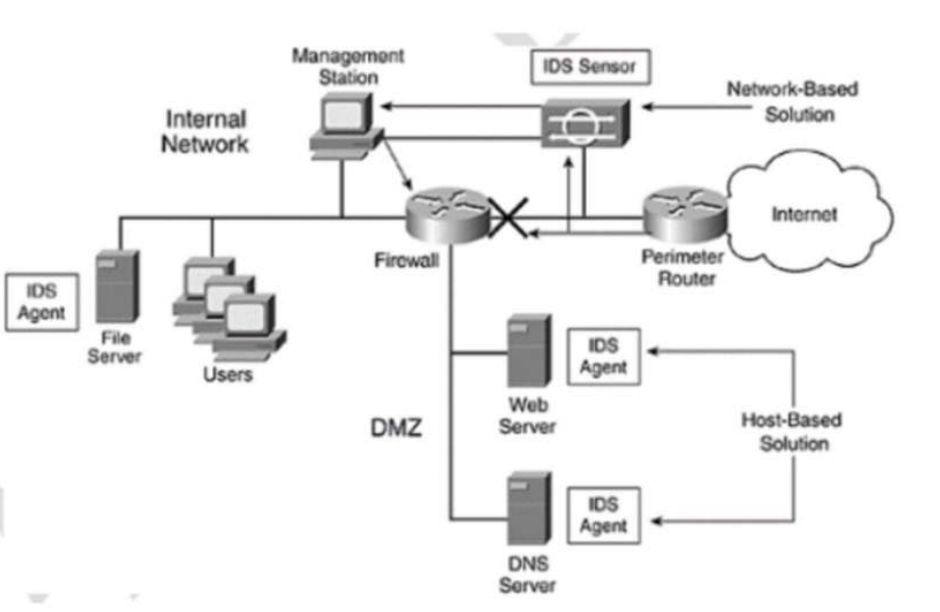 Management
Station
IDS Sensor
Network-Based
Solution
Internal
Network
Internet
Firewall
Perimeter
Router
IDS
Agent
File
Server
Users
IDS
Agent
Web
Server
DMZ
Host-Based
Solution
IDS
Agent
DNS
Server